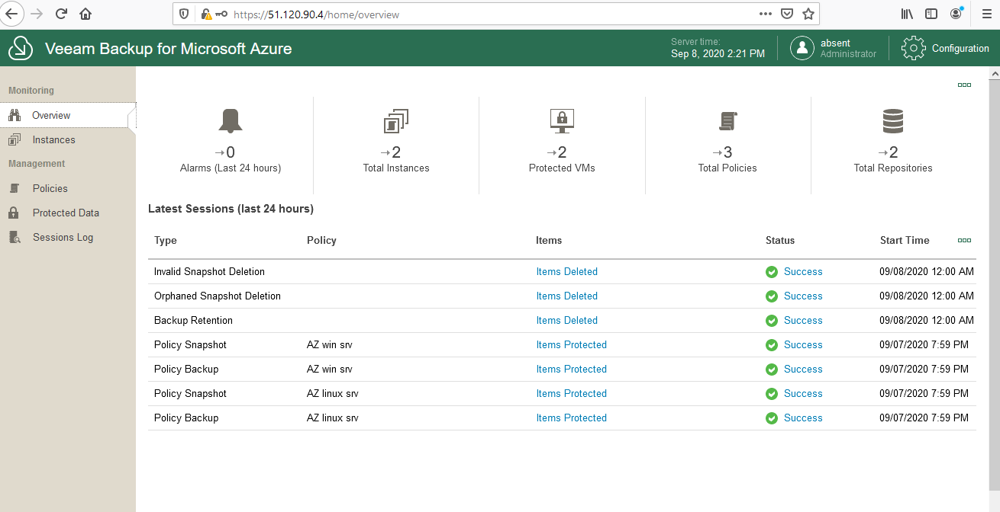 https://51.120.90.4/home/overview
Veeam Backup for Microsoft Azure
Server time:
Sep 8, 2020 2:21 PM
absent
Administrator
Configuration
Monitoring
Overview
Instances
Management
Policies
Protected Data
Sessions Log
0
Alarms (Last 24 hours)
2
Total Instances
2
Protected VMs
3
Total Policies
2
Total Repositories
Latest Sessions (last 24 hours)
Type Policy Items Status Start Time
Invalid Snapshot Deletion Items Deleted Success 09/08/2020 12:00 AM
Orphaned Snapshot Deletion Items Deleted Success 09/08/2020 12:00 AM
Backup Retention Items Deleted Success 09/08/2020 12:00 AM
Policy Snapshot AZ win srv Items Protected Success 09/07/2020 7:59 PM
Policy Backup AZ win srv Items Protected Success 09/07/2020 7:59 PM
Policy Snapshot AZ linux srv Items Protected Success 09/07/2020 7:59 PM
Policy Backup AZ linux srv Items Protected Success 09/07/2020 7:59 PM